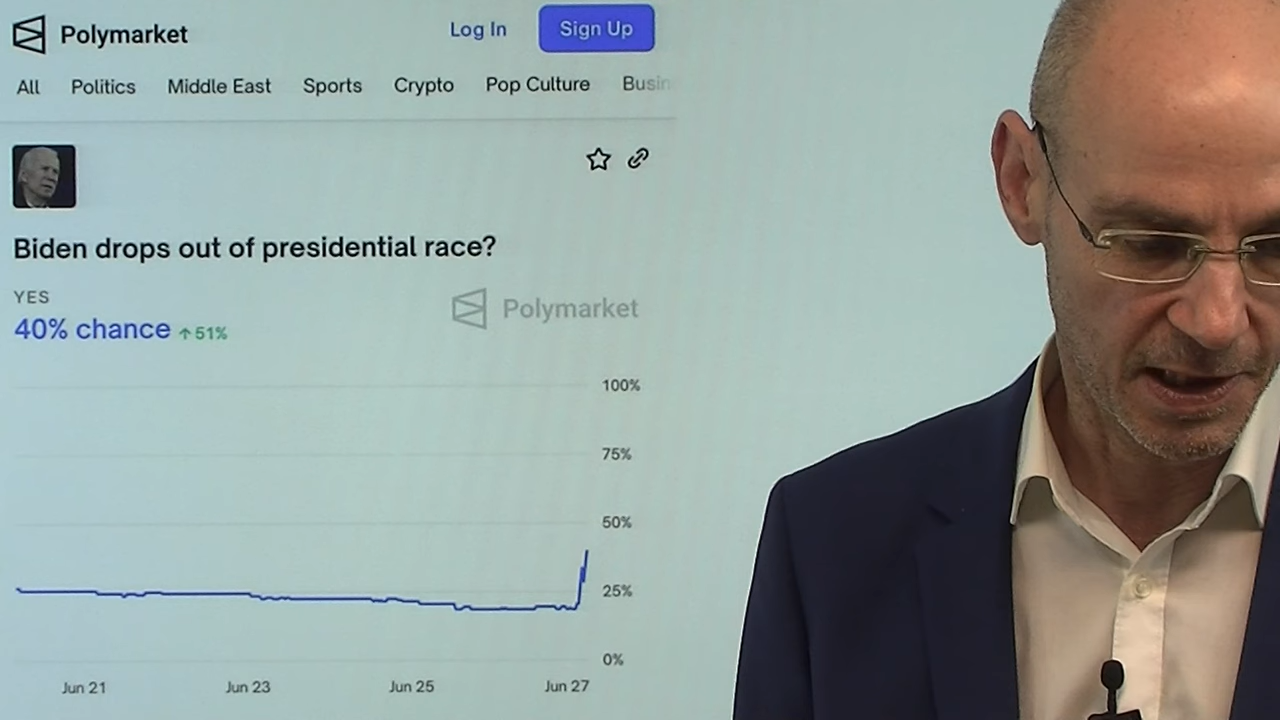 Polymarket
Log In
Sign Up
All Politics Middle East Sports Crypto Pop Culture Busin
Biden drops out of presidential race?
YES
40% chance ↑ 51%
Polymarket
100%
75%
50%
25%
0%
Jun 21 Jun 23 Jun 25 Jun 27